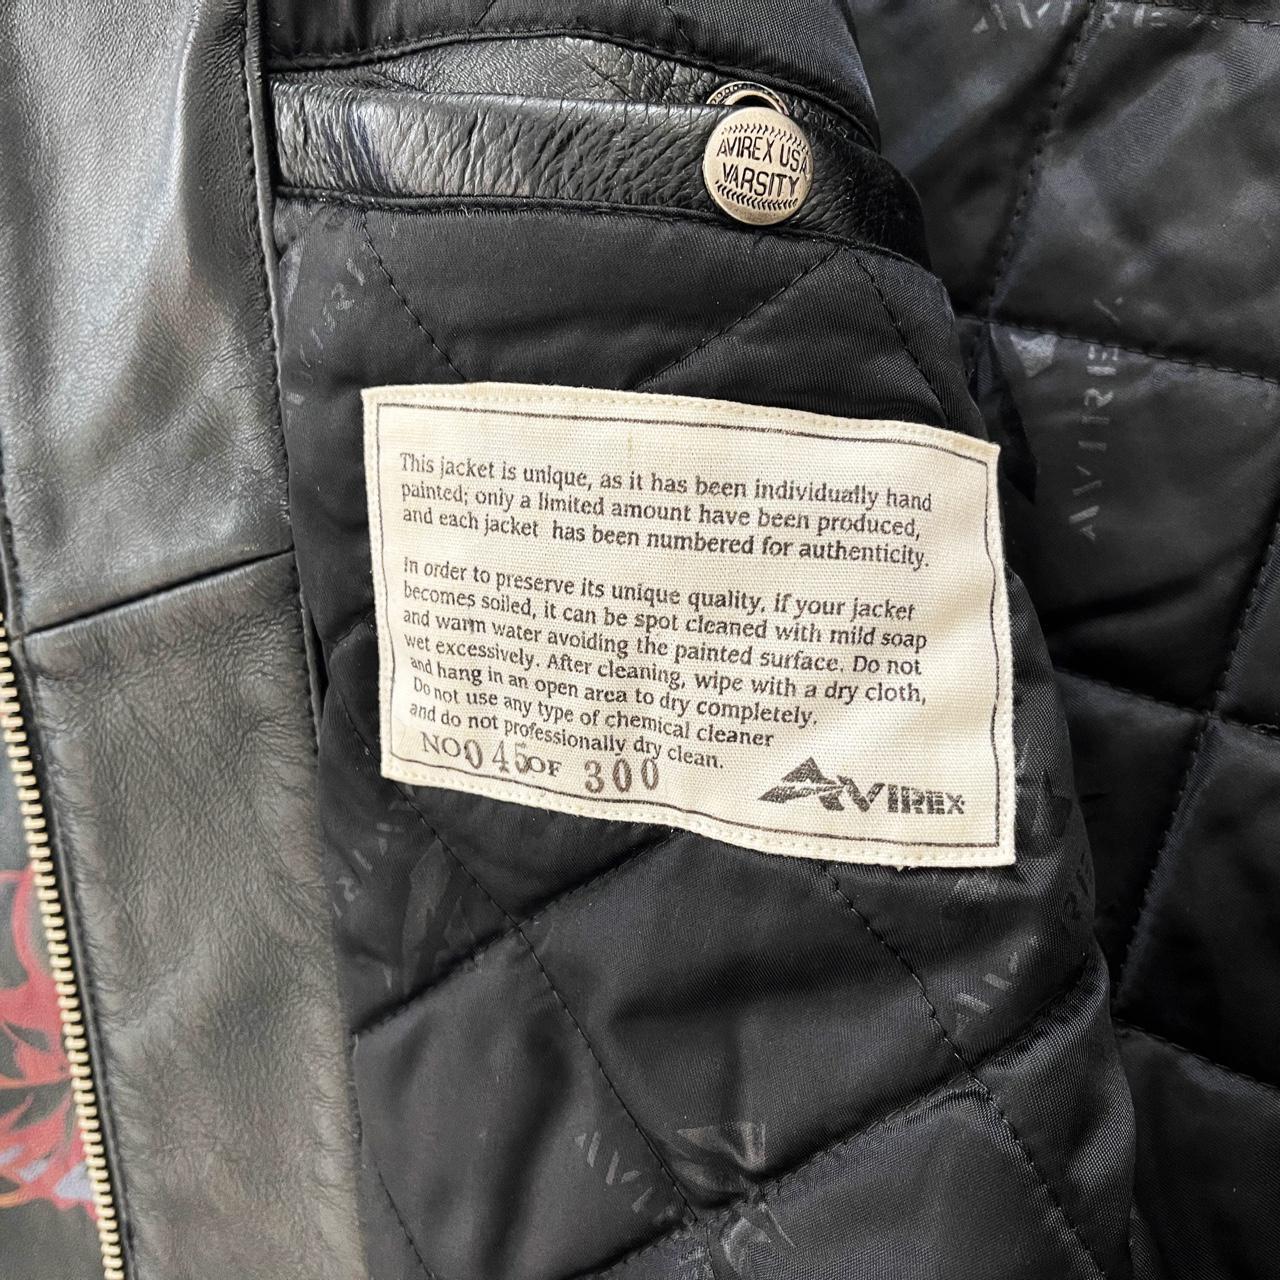 AVIREX
AVIREX USA
VARSITY
AVIREX
This jacket is unique, as it has been individually hand
painted; only a limited amount have been produced,
and each jacket has been numbered for authenticity.
In order to preserve its unique quality, if your jacket
becomes soiled, it can be spot cleaned with mild soap
and warm water avoiding the painted surface. Do not
wet excessively. After cleaning, wipe with a dry cloth,
and hang in an open area to dry completely.
Do not use any type of chemical cleaner
and do not professionally dry clean.
NO 045 OF 300
AVIREX